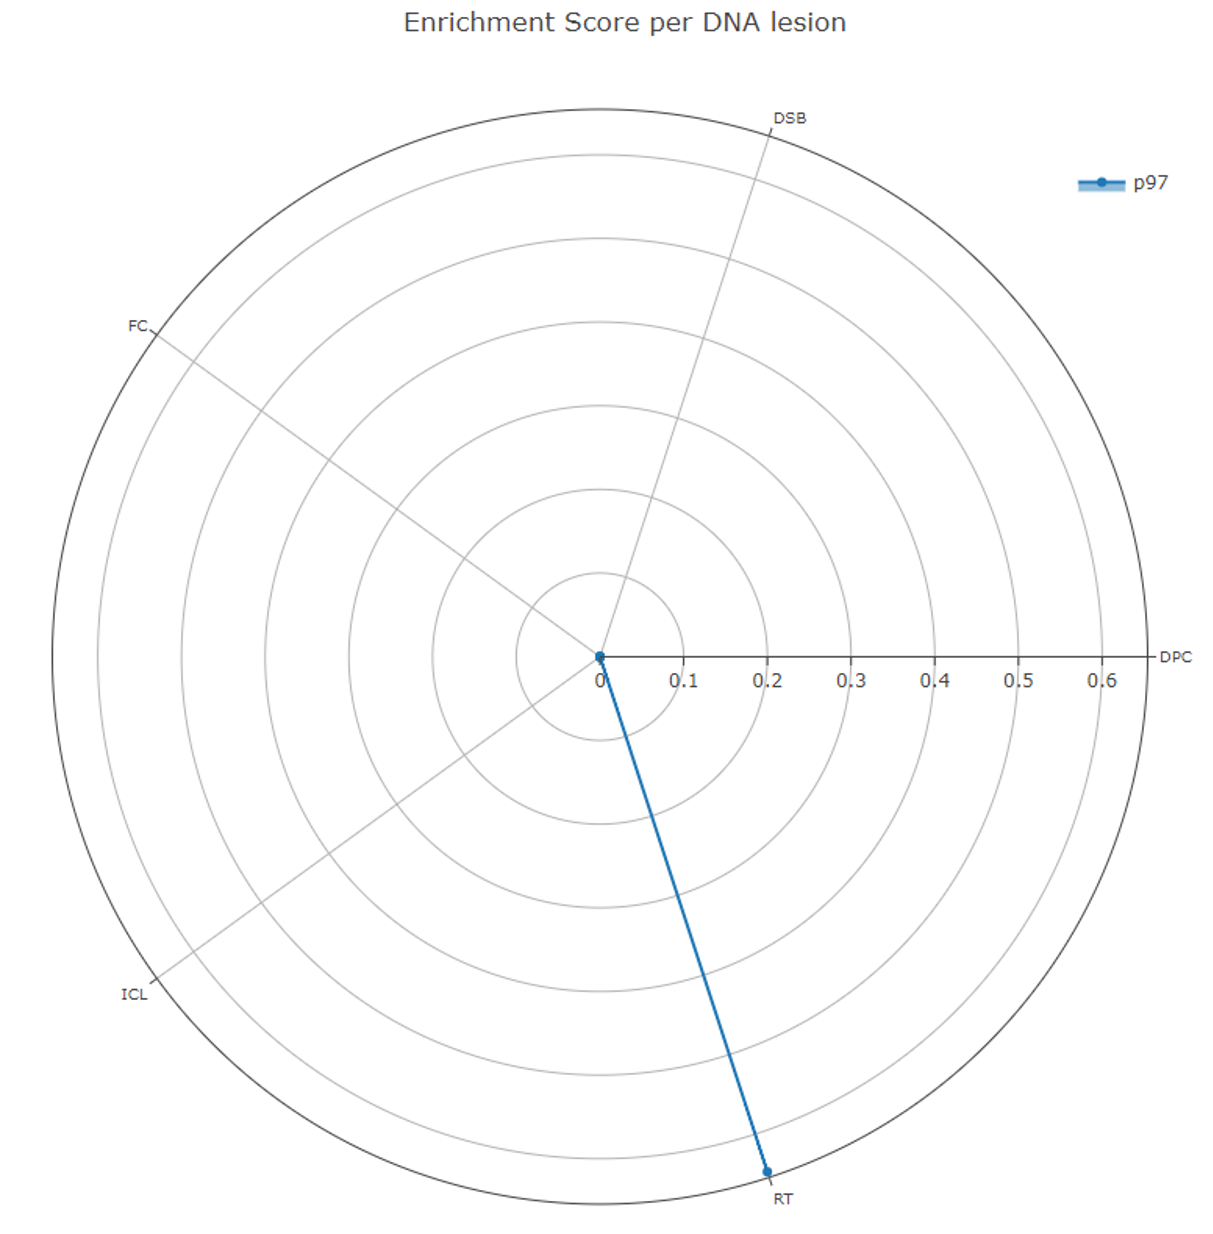 Enrichment Score per DNA lesion
DSB
p97
FC
DPC
0 0.1 0.2 0.3 0.4 0.5 0.6
ICL
RT